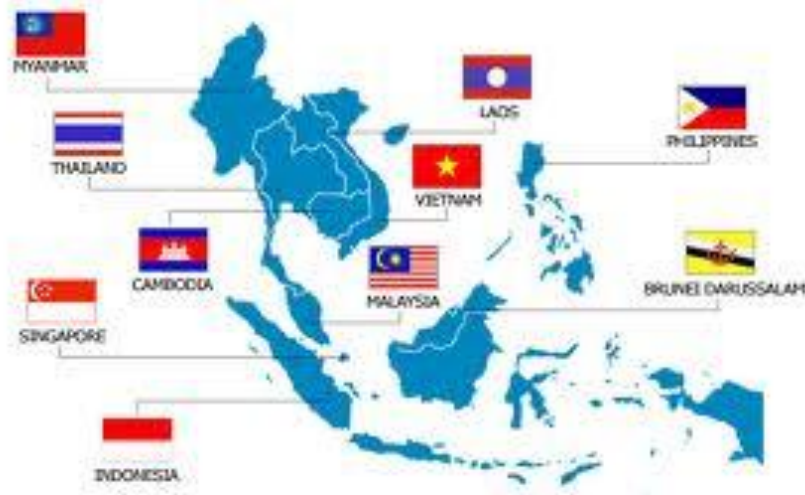 MYANMAR
LAOS
PHILIPPINES
THAILAND
VIETNAM
CAMBODIA
MALAYSIA
BRUNEI DARUSSALAM
SINGAPORE
INDONESIA